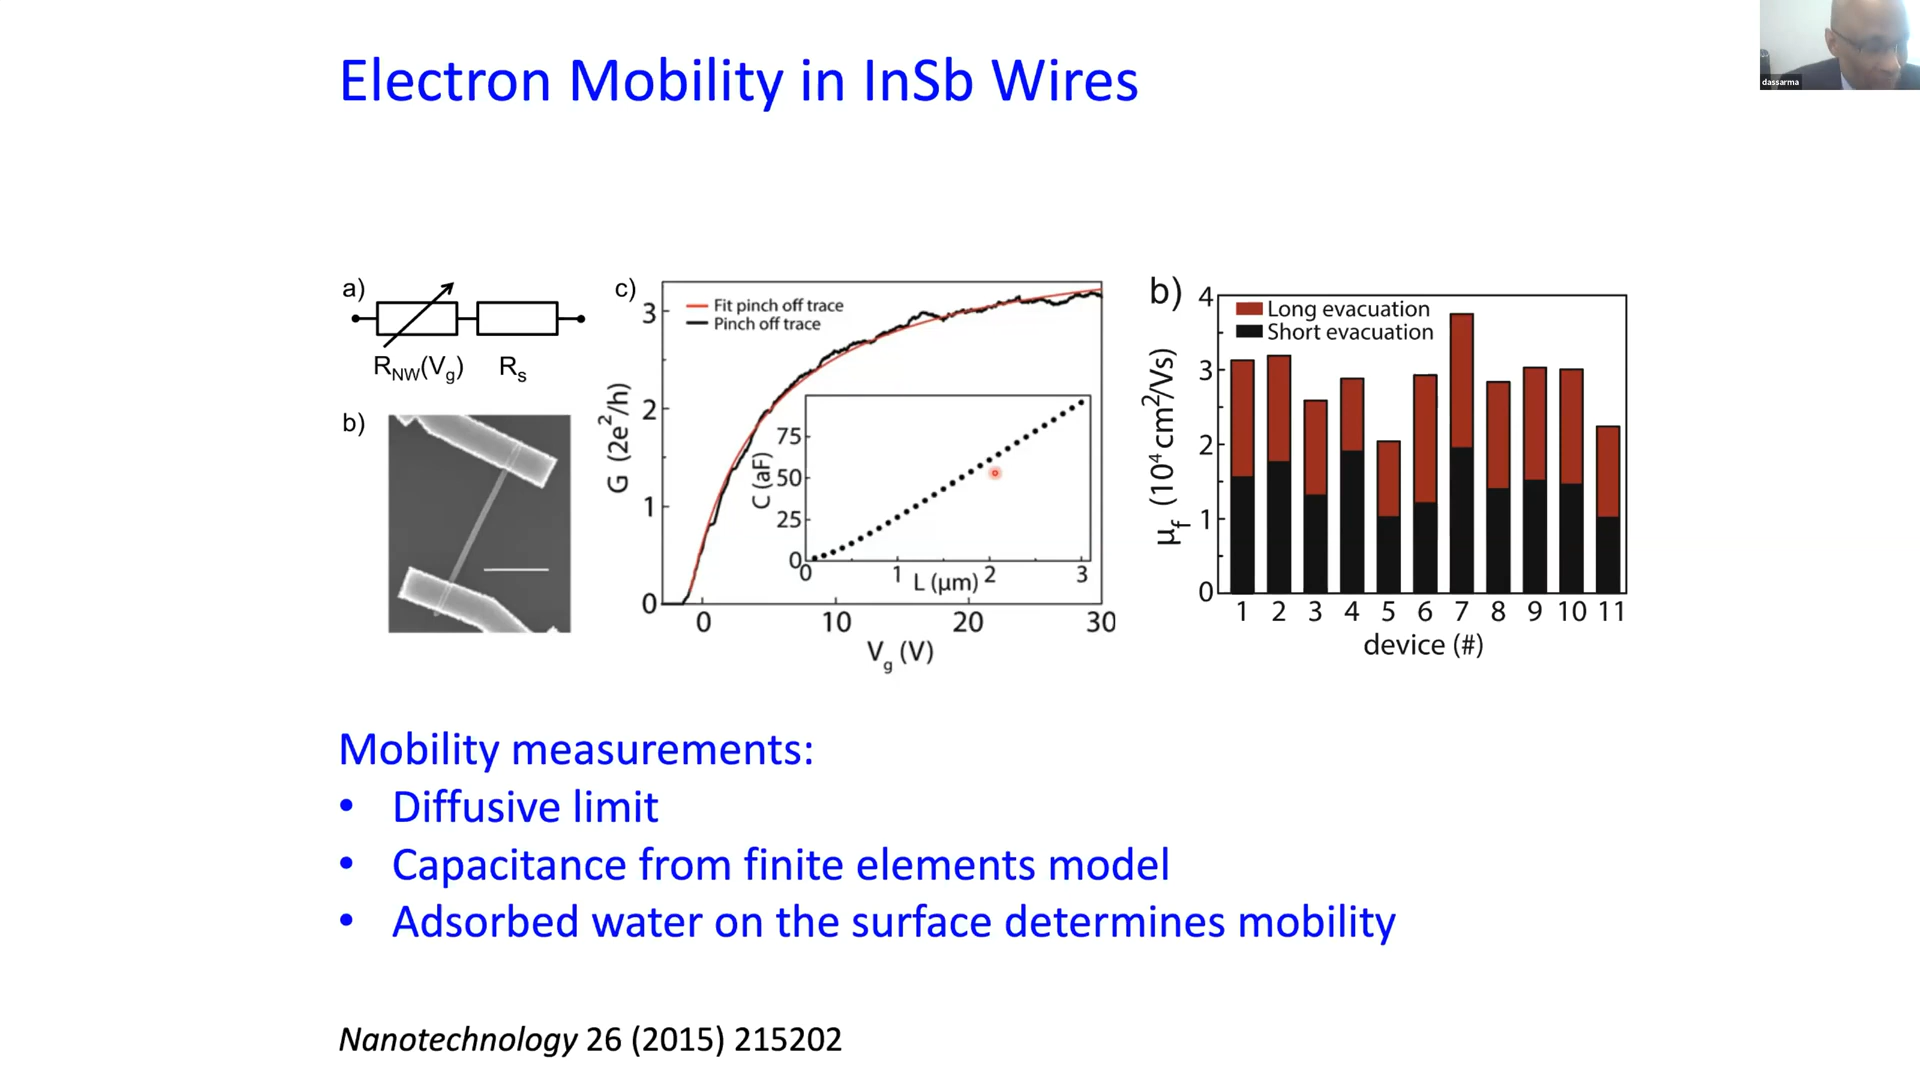 Electron Mobility in InSb Wires
dassarma
a)
R_NW(V_g) R_s
b)
c)
Fit pinch off trace
Pinch off trace
G (2e²/h)
3
2
1
0
0 10 20 30
V_g (V)
C (aF)
75
50
25
0
0 1 2 3
L (μm)
b)
Long evacuation
Short evacuation
μ_f (10⁴ cm²/Vs)
4
3
2
1
0
1 2 3 4 5 6 7 8 9 10 11
device (#)
Mobility measurements:
• Diffusive limit
• Capacitance from finite elements model
• Adsorbed water on the surface determines mobility
Nanotechnology 26 (2015) 215202